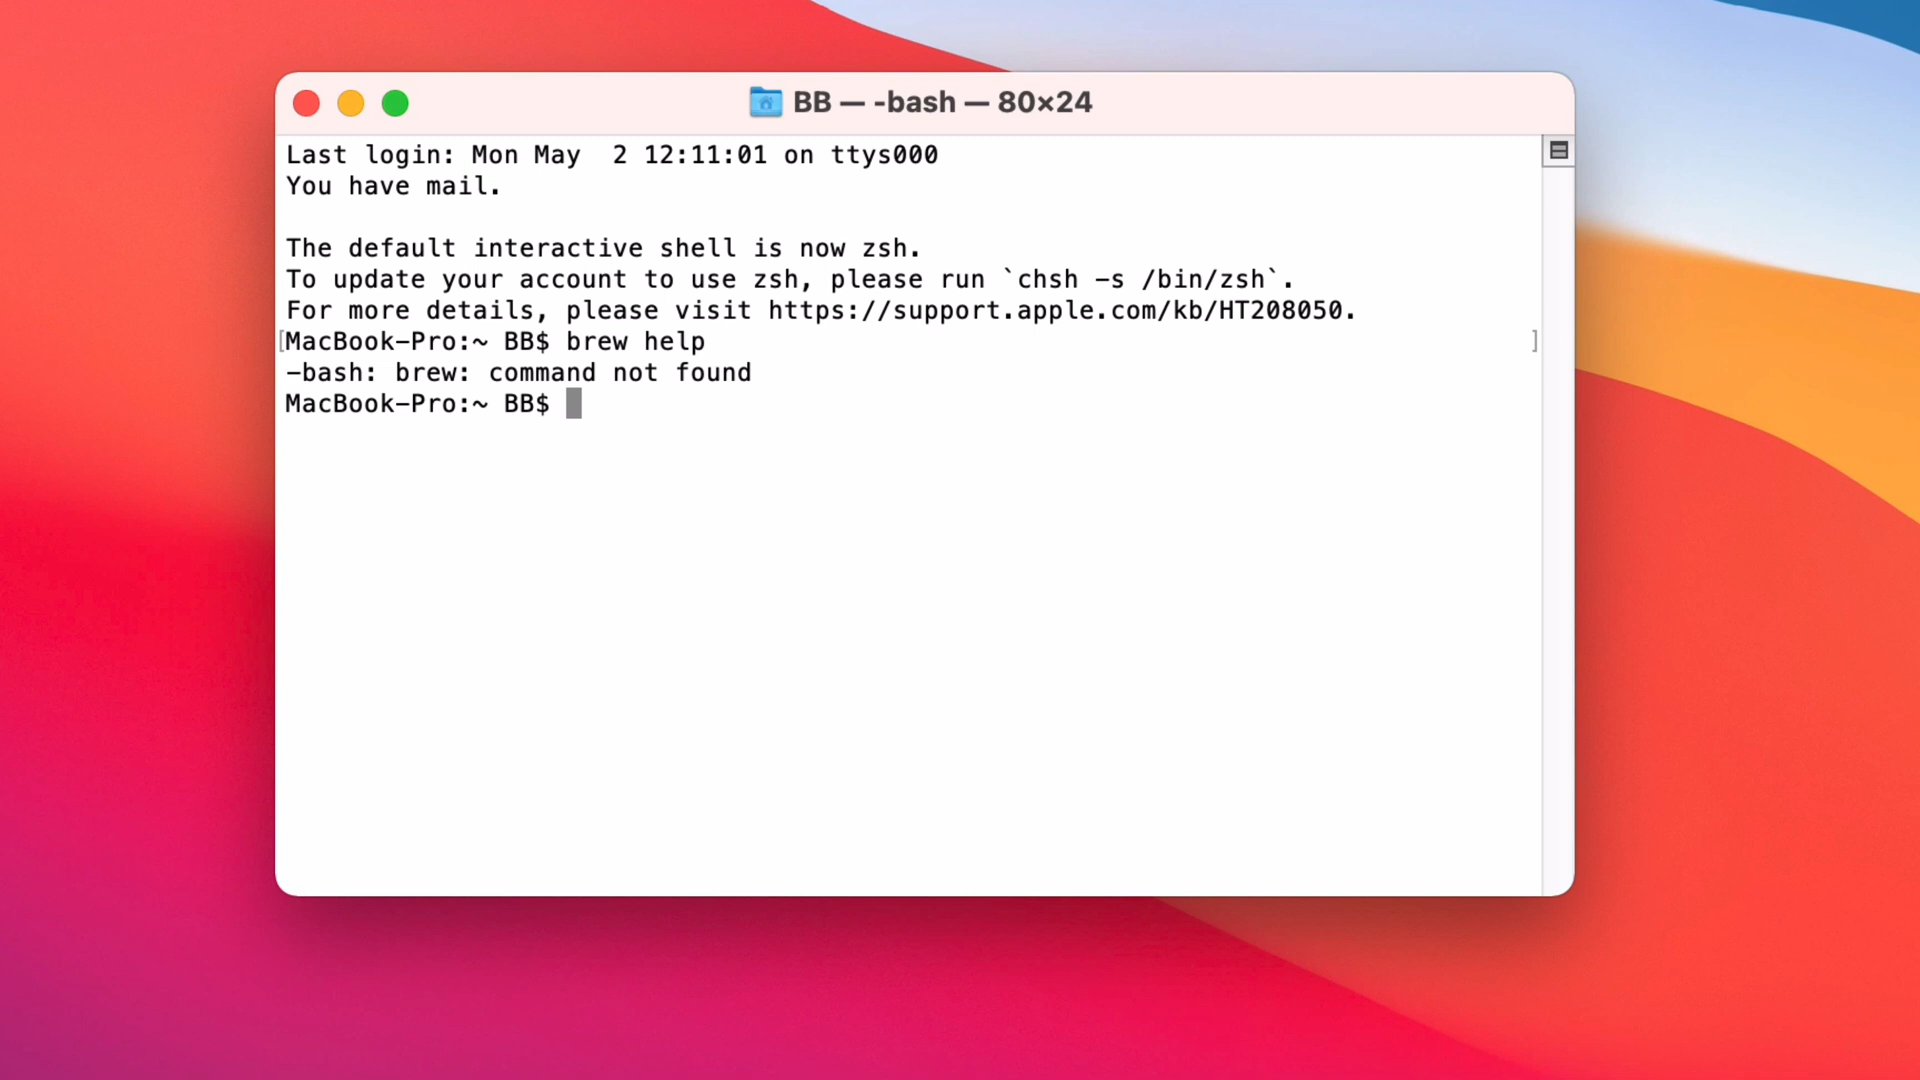 BB — -bash — 80×24
Last login: Mon May  2 12:11:01 on ttys000
You have mail.

The default interactive shell is now zsh.
To update your account to use zsh, please run `chsh -s /bin/zsh`.
For more details, please visit https://support.apple.com/kb/HT208050.
[MacBook-Pro:~ BB$ brew help ]
-bash: brew: command not found
MacBook-Pro:~ BB$